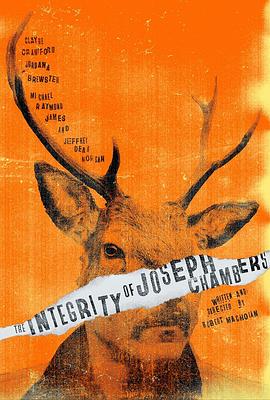 CLAYNE
CRAWFORD
JORDANA
BREWSTER
MICHAEL
RAYMOND
JAMES
AND
JEFFREY
DEAN
MORGAN
THE INTEGRITY OF JOSEPH
CHAMBERS
WRITTEN AND
DIRECTED BY
ROBERT MACHOIAN